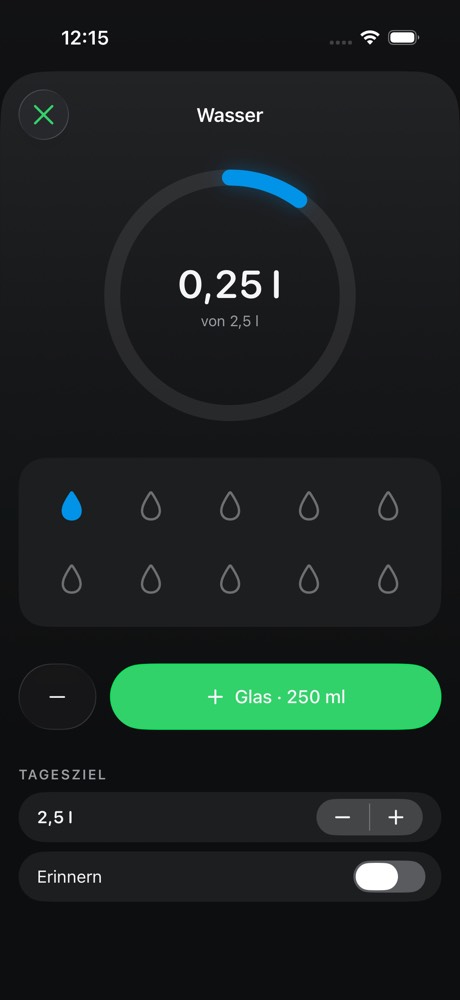 12:15
Wasser
0,25 l
von 2,5 l
Glas · 250 ml
TAGESZIEL
2,5 l
Erinnern